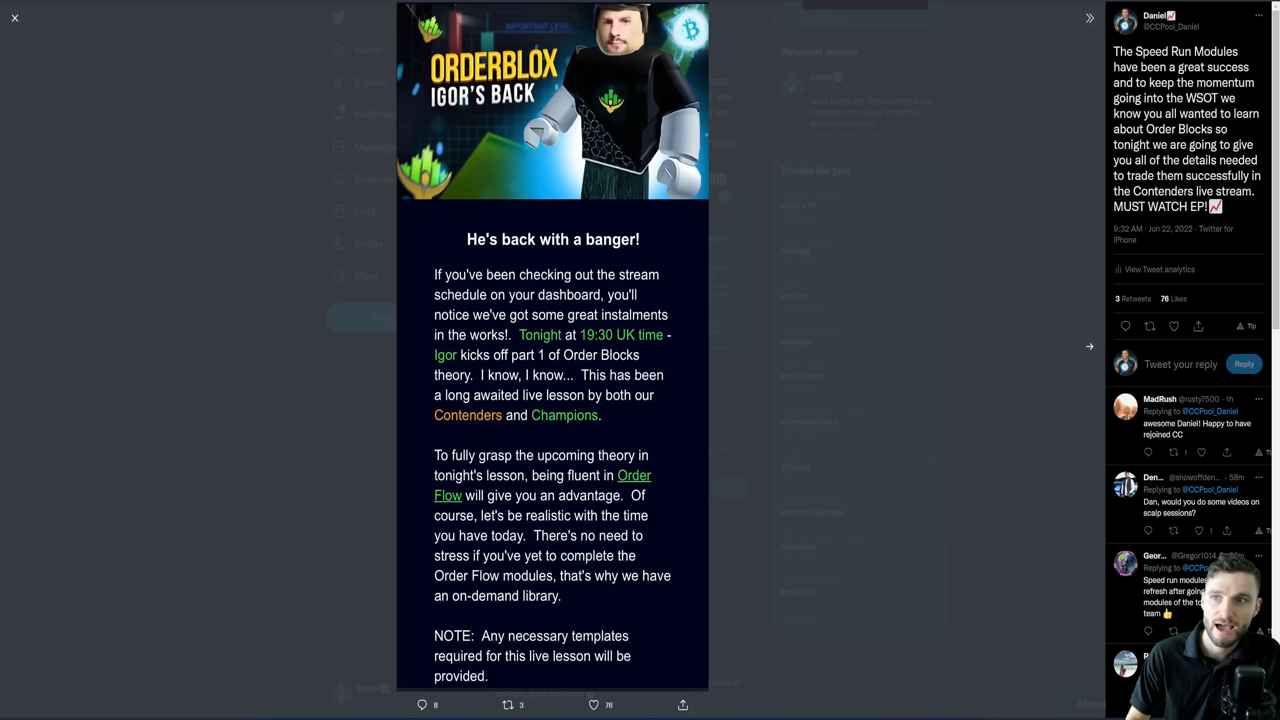 IMPORTANT LEVEL
ORDERBLOX
IGOR'S BACK
He's back with a banger!
If you've been checking out the stream
schedule on your dashboard, you'll
notice we've got some great instalments
in the works!. Tonight at 19:30 UK time -
Igor kicks off part 1 of Order Blocks
theory. I know, I know... This has been
a long awaited live lesson by both our
Contenders and Champions.
To fully grasp the upcoming theory in
tonight's lesson, being fluent in Order
Flow will give you an advantage. Of
course, let's be realistic with the time
you have today. There's no need to
stress if you've yet to complete the
Order Flow modules, that's why we have
an on-demand library.
NOTE: Any necessary templates
required for this live lesson will be
provided.
8 3 76
Home
Explore
Lists
Profile
More
Relevant people
Trends for you
Daniel
@CCPool_Daniel
The Speed Run Modules
have been a great success
and to keep the momentum
going into the WSOT we
know you all wanted to learn
about Order Blocks so
tonight we are going to give
you all of the details needed
to trade them successfully in
the Contenders live stream.
MUST WATCH EP!
9:32 AM · Jun 22, 2022 · Twitter for
iPhone
View Tweet analytics
3 Retweets 76 Likes
Tip
Tweet your reply
Reply
MadRush @rusty7500 · 1h
Replying to @CCPool_Daniel
awesome Daniel! Happy to have
rejoined CC
1
Den... @showoffden... · 58m
Replying to @CCPool_Daniel
Dan, would you do some videos on
scalp sessions?
1
Geor... @Gregor1014
Replying to @CCPo
Speed run modules
refresh after going
modules of the to
team